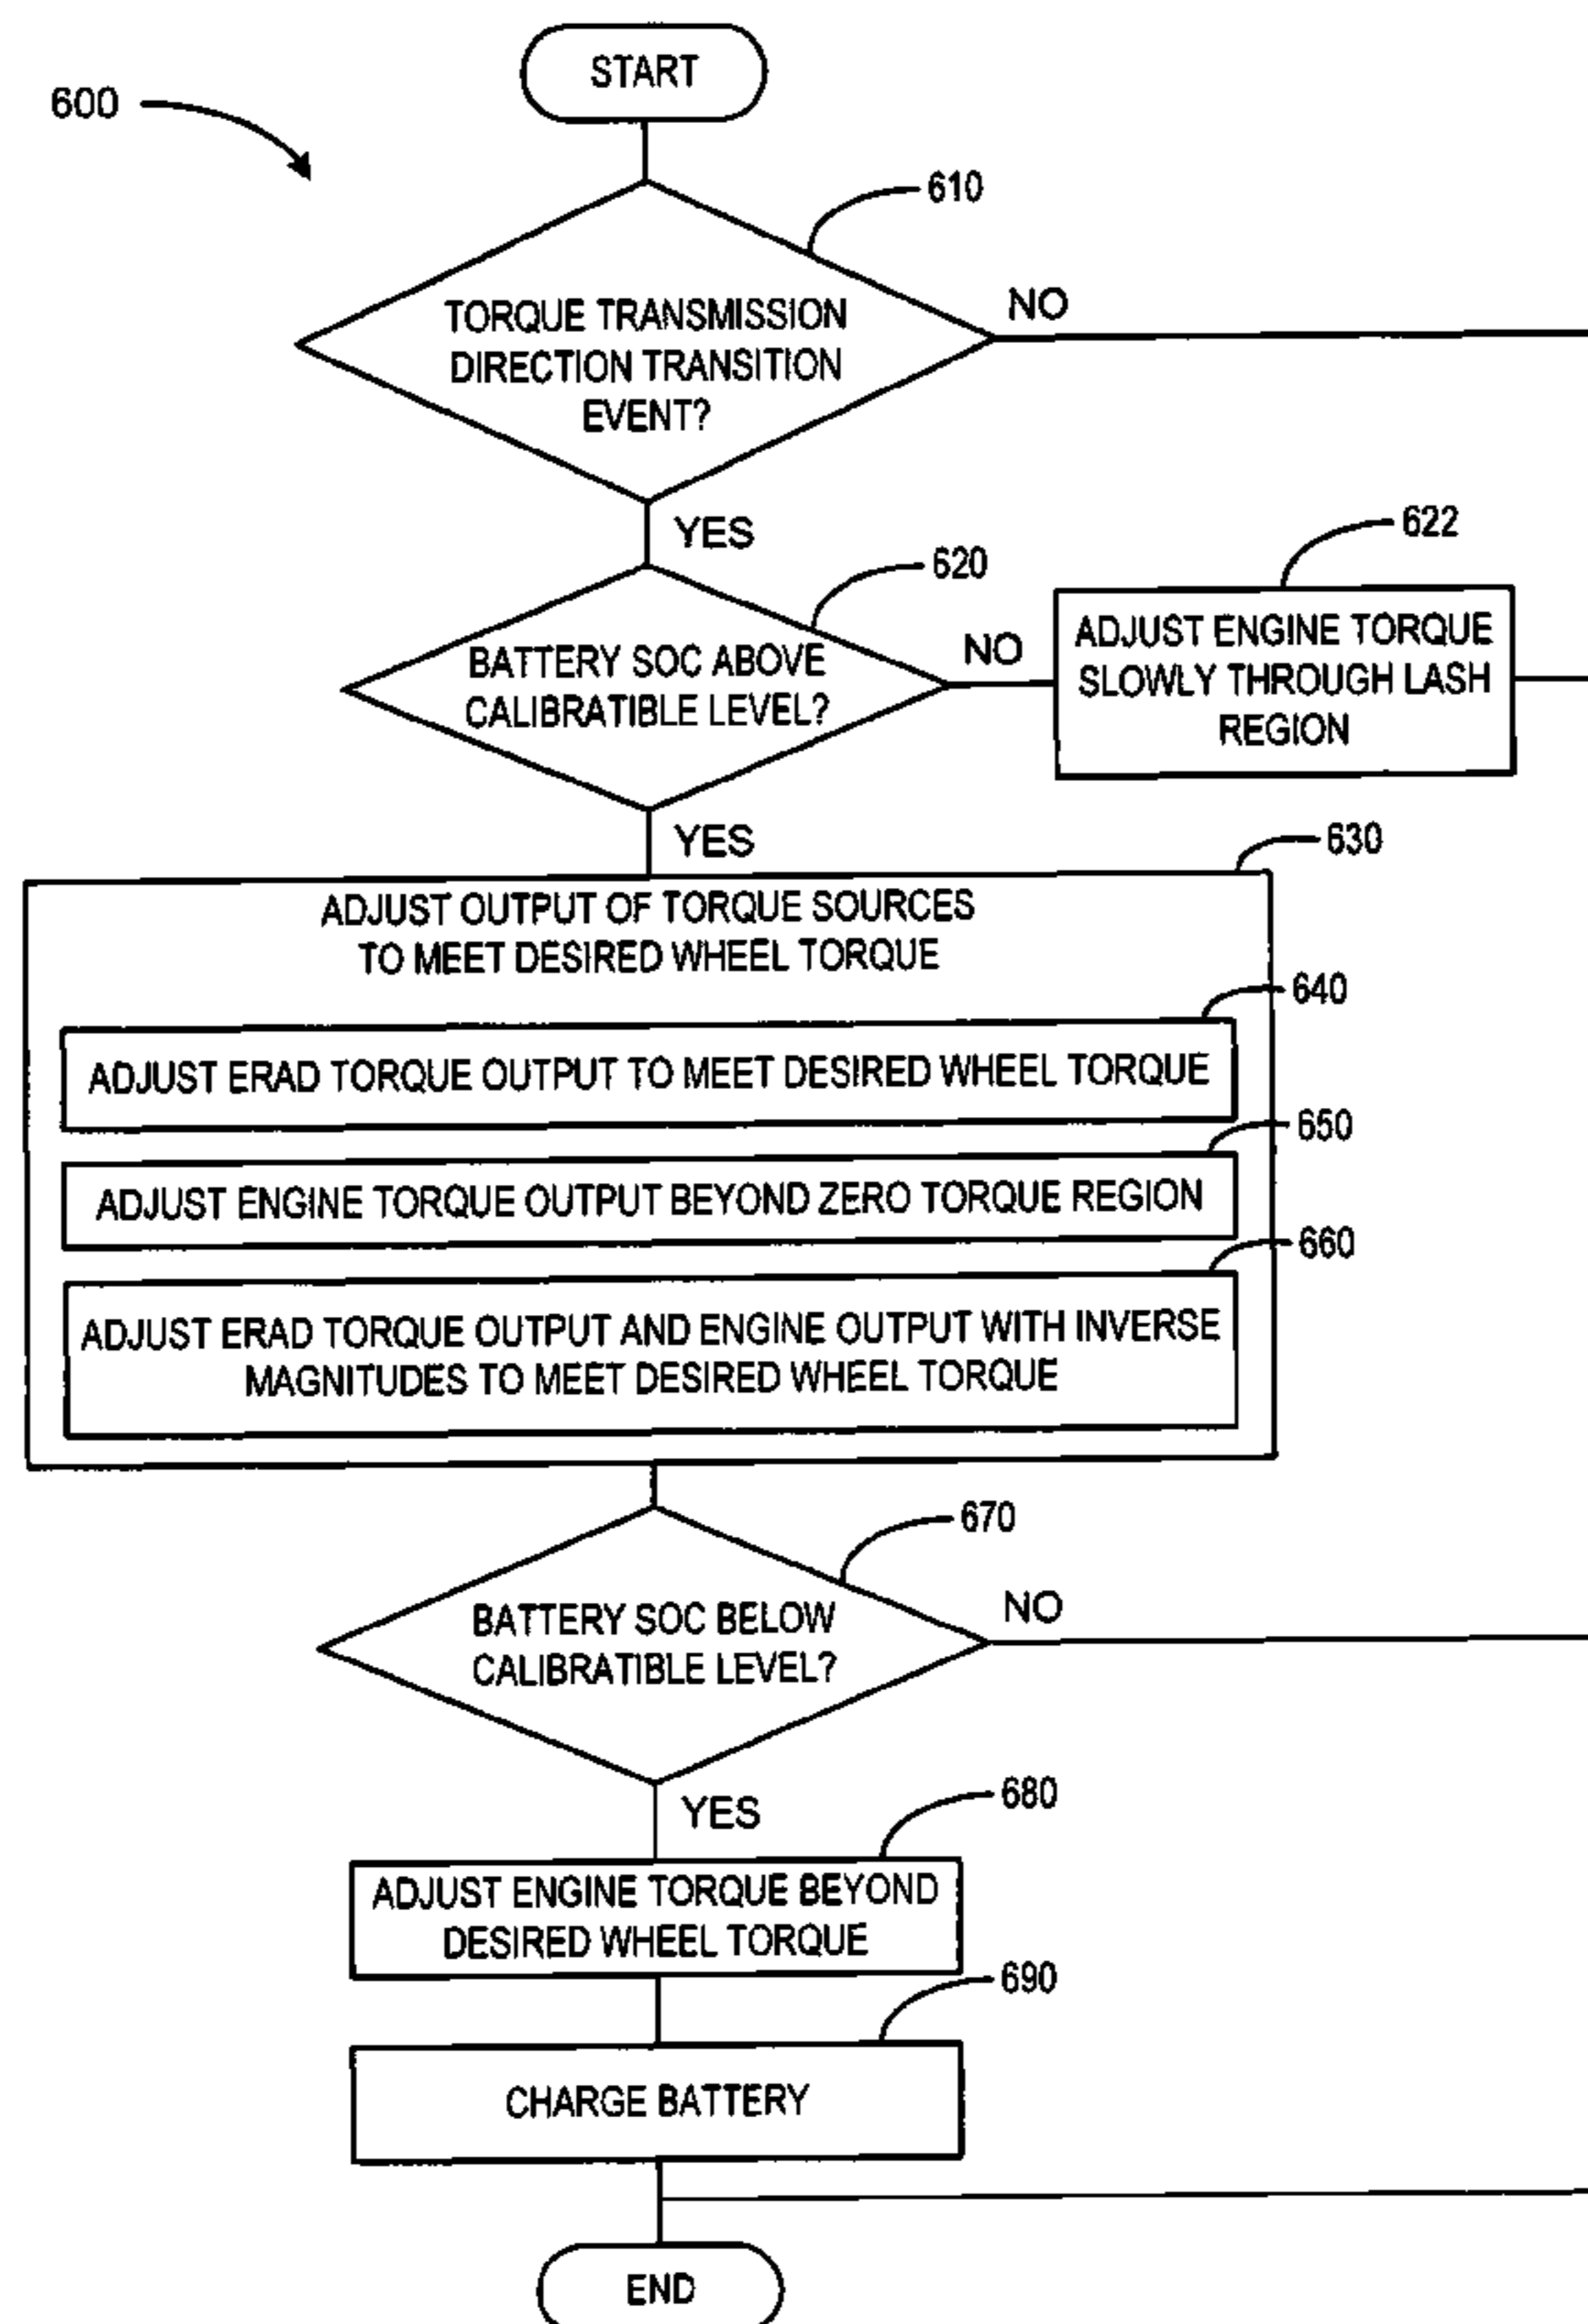 START
600
610
TORQUE TRANSMISSION
DIRECTION TRANSITION
EVENT?
NO
YES
620
BATTERY SOC ABOVE
CALIBRATIBLE LEVEL?
NO
622
ADJUST ENGINE TORQUE
SLOWLY THROUGH LASH
REGION
YES
630
ADJUST OUTPUT OF TORQUE SOURCES
TO MEET DESIRED WHEEL TORQUE
640
ADJUST ERAD TORQUE OUTPUT TO MEET DESIRED WHEEL TORQUE
650
ADJUST ENGINE TORQUE OUTPUT BEYOND ZERO TORQUE REGION
660
ADJUST ERAD TORQUE OUTPUT AND ENGINE OUTPUT WITH INVERSE
MAGNITUDES TO MEET DESIRED WHEEL TORQUE
670
BATTERY SOC BELOW
CALIBRATIBLE LEVEL?
NO
YES
680
ADJUST ENGINE TORQUE BEYOND
DESIRED WHEEL TORQUE
690
CHARGE BATTERY
END